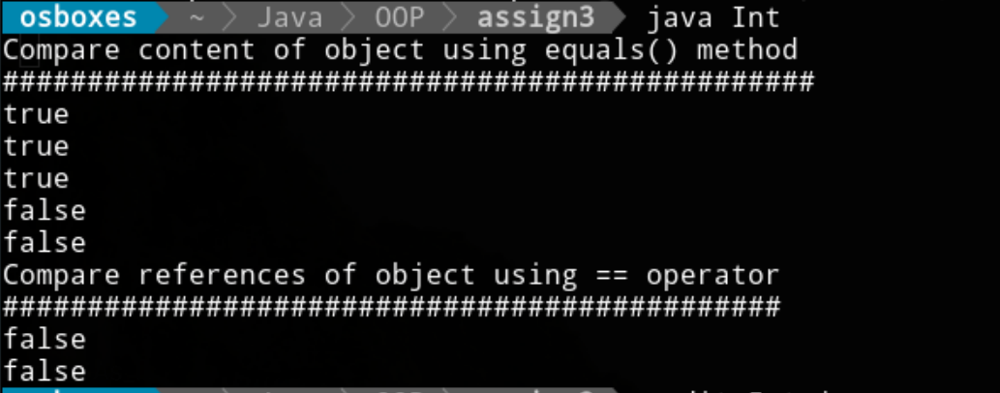 osboxes ~ Java OOP assign3 java Int
Compare content of object using equals() method
################################################
true
true
true
false
false
Compare references of object using == operator
##############################################
false
false